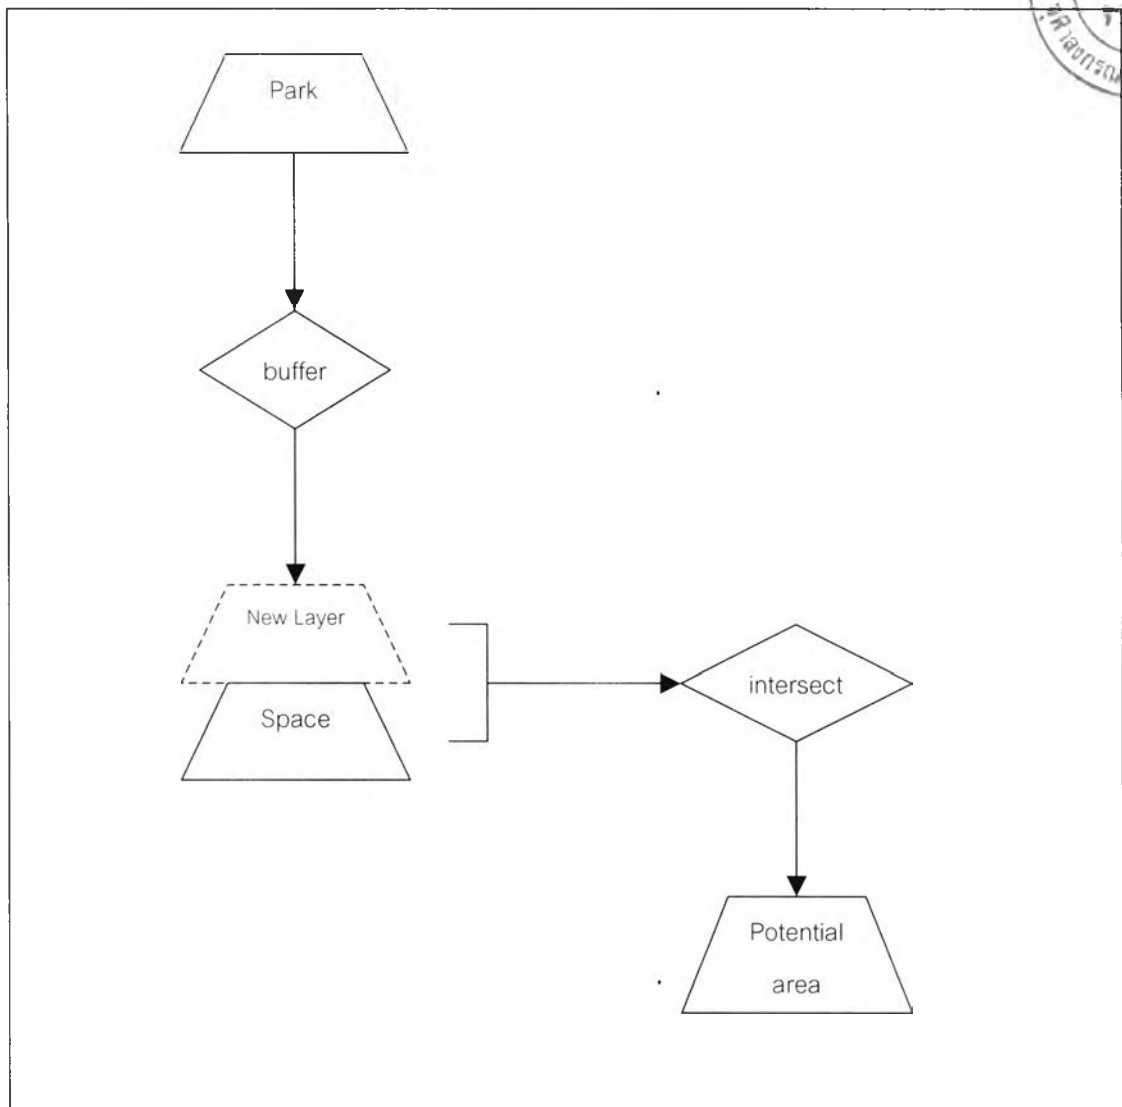 Park
buffer
New Layer
Space
intersect
Potential
area